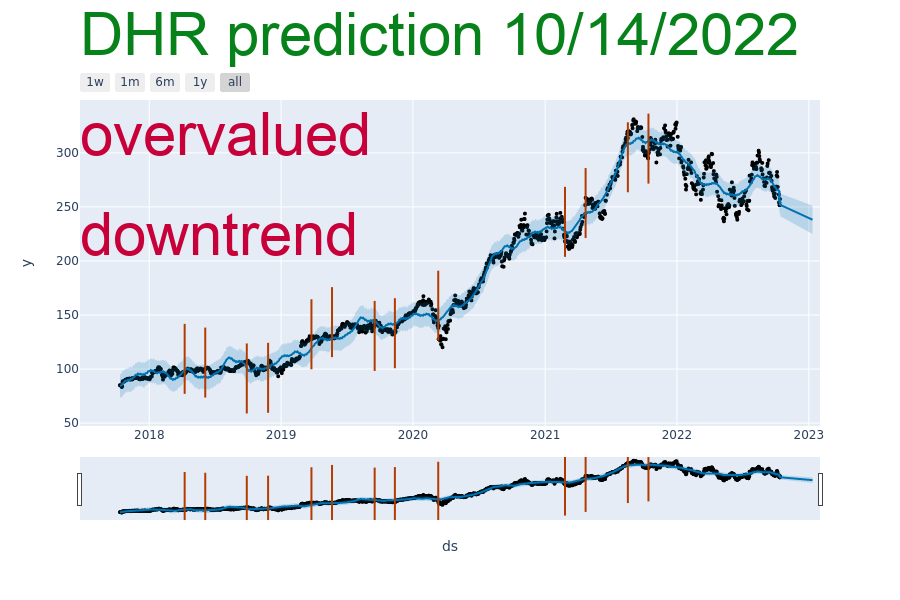 DHR prediction 10/14/2022
1w 1m 6m 1y all
overvalued
downtrend
300
250
200
150
100
50
y
2018 2019 2020 2021 2022 2023
ds